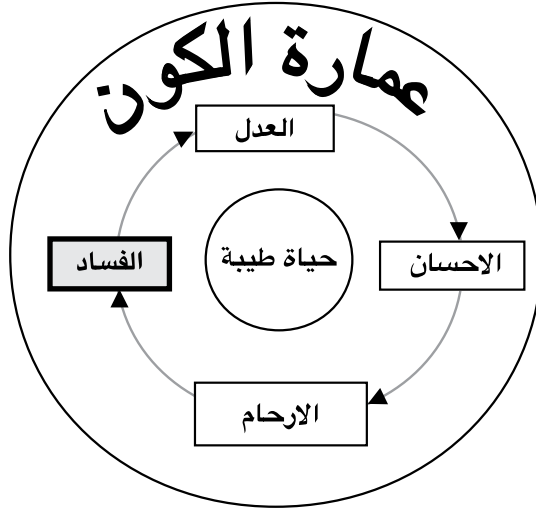 عمارة الكون
العدل
الفساد
حياة طيبة
الاحسان
الارحام